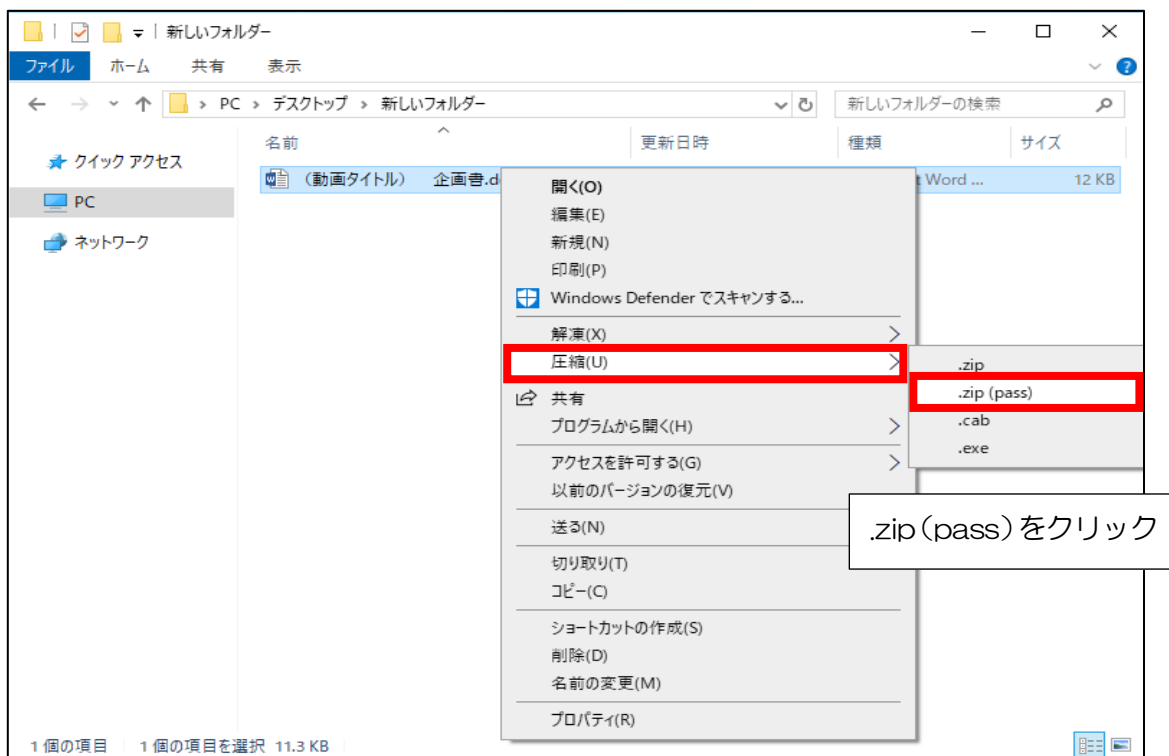 新しいフォルダー
ファイル ホーム 共有 表示
PC > デスクトップ > 新しいフォルダー 新しいフォルダーの検索
名前 更新日時 種類 サイズ
クイック アクセス
PC
ネットワーク
（動画タイトル） 企画書.d Word ... 12 KB
開く(O)
編集(E)
新規(N)
印刷(P)
Windows Defender でスキャンする...
解凍(X)
圧縮(U)
共有
プログラムから開く(H)
アクセスを許可する(G)
以前のバージョンの復元(V)
送る(N)
切り取り(T)
コピー(C)
ショートカットの作成(S)
削除(D)
名前の変更(M)
プロパティ(R)
.zip
.zip (pass)
.cab
.exe
.zip（pass）をクリック
1 個の項目 1 個の項目を選択 11.3 KB